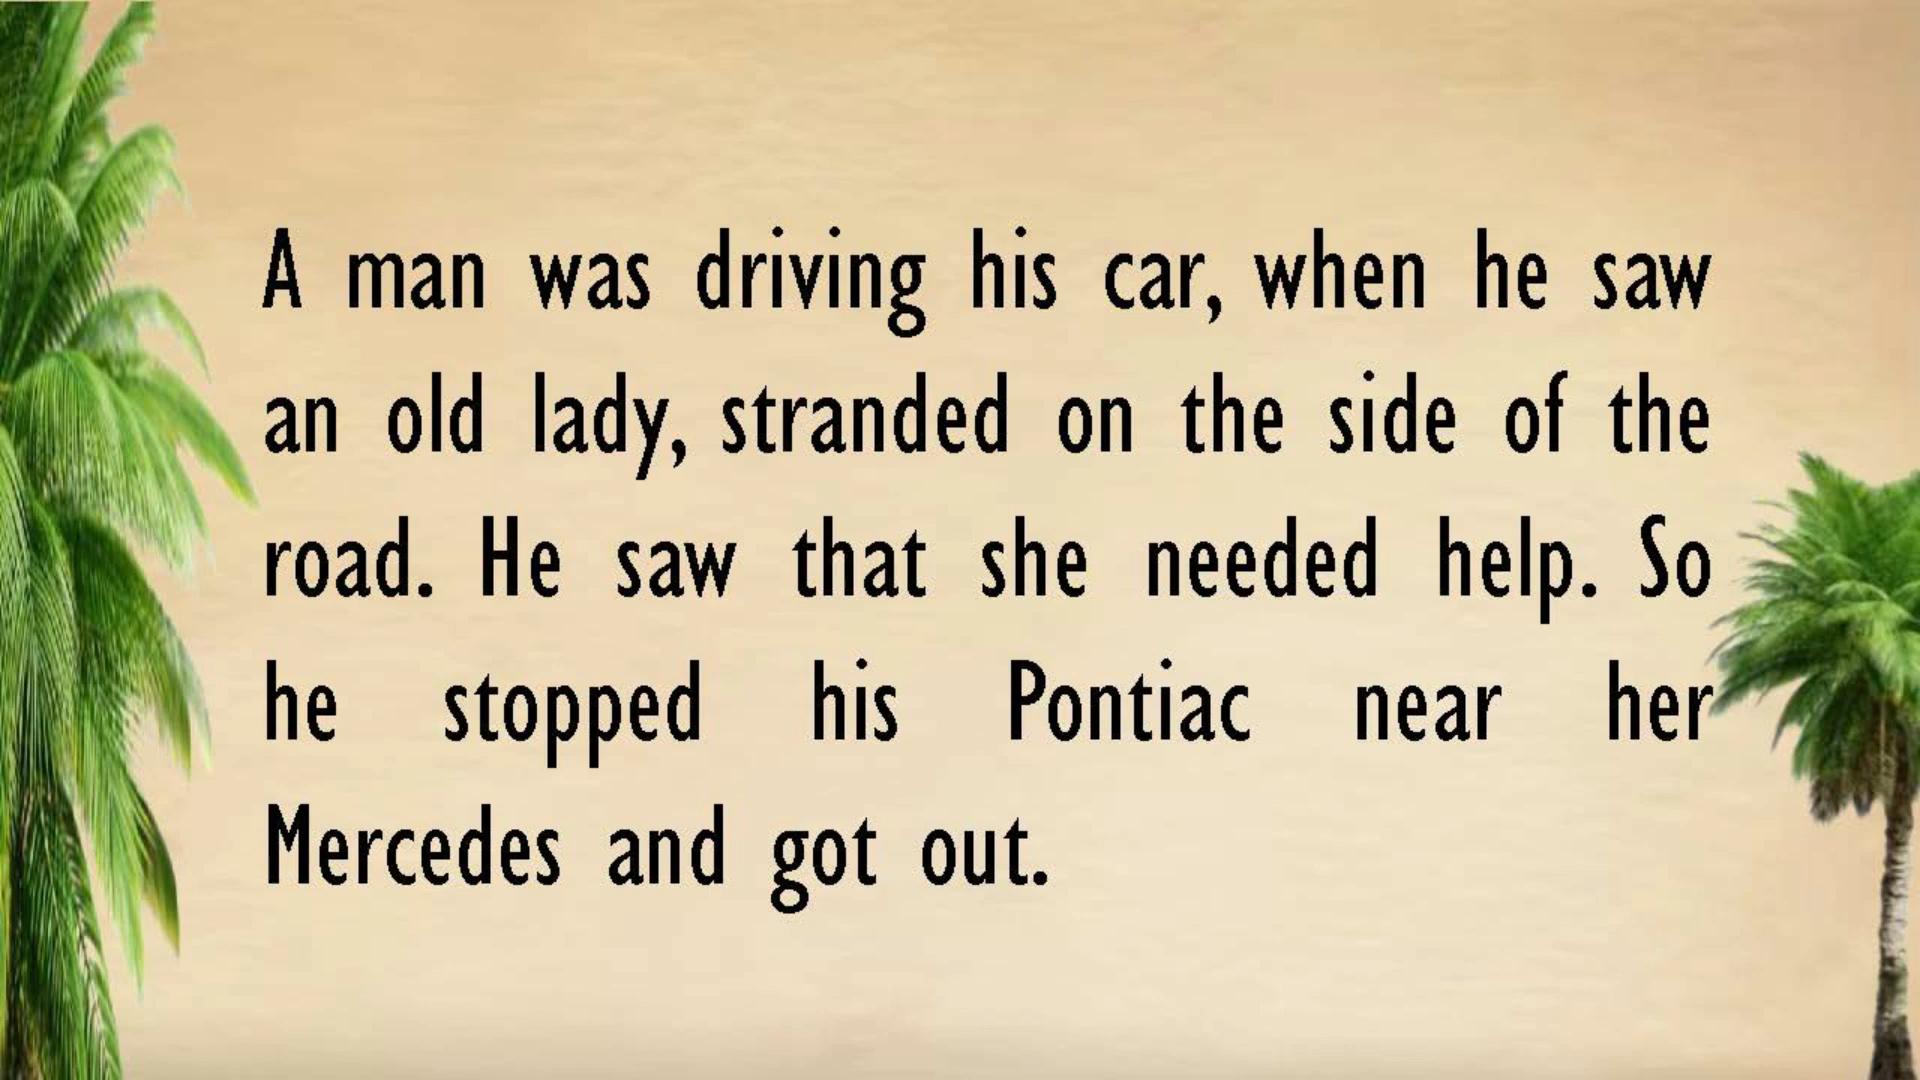 A man was driving his car, when he saw
an old lady, stranded on the side of the
road. He saw that she needed help. So
he stopped his Pontiac near her
Mercedes and got out.